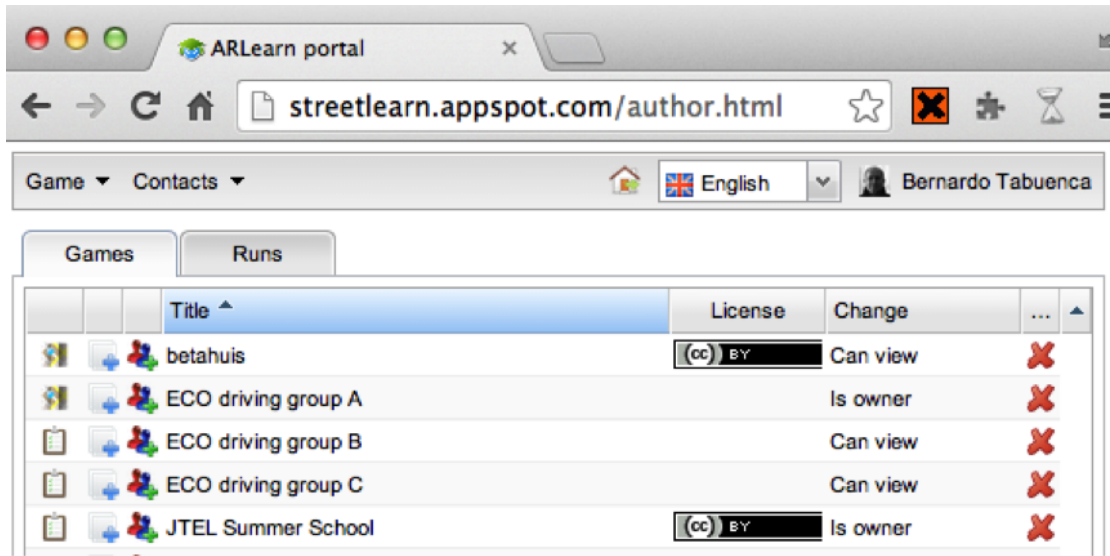 ARLearn portal
streetlearn.appspot.com/author.html
Game Contacts English Bernardo Tabuenca
Games Runs
Title License Change ...
betahuis (cc) BY Can view
ECO driving group A Is owner
ECO driving group B Can view
ECO driving group C Can view
JTEL Summer School (cc) BY Is owner